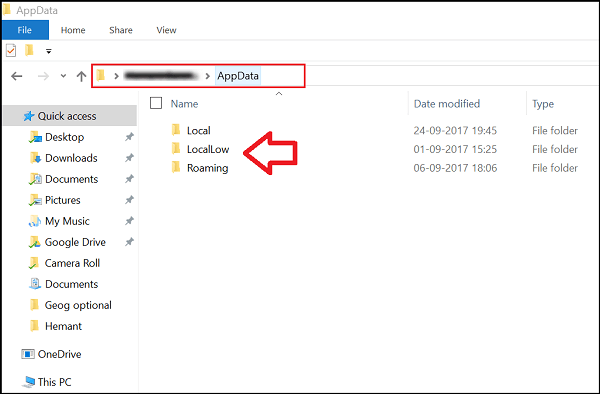 AppData
File Home Share View
AppData
Name Date modified Type
Quick access
Desktop
Downloads
Documents
Pictures
My Music
Google Drive
Camera Roll
Documents
Geog optional
Hemant
OneDrive
This PC
Local 24-09-2017 19:45 File folder
LocalLow 01-09-2017 15:25 File folder
Roaming 06-09-2017 18:06 File folder